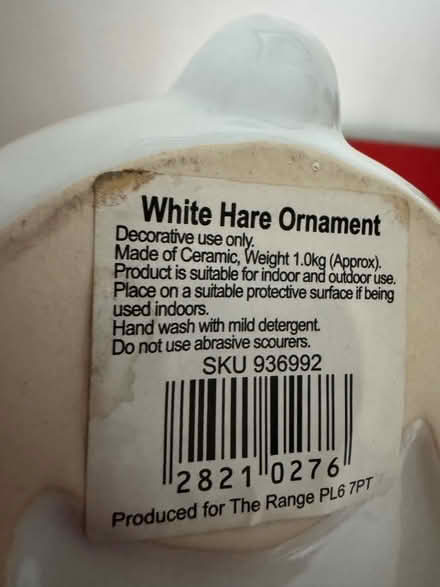 White Hare Ornament
Decorative use only.
Made of Ceramic, Weight 1.0kg (Approx).
Product is suitable for indoor and outdoor use.
Place on a suitable protective surface if being
used indoors.
Hand wash with mild detergent.
Do not use abrasive scourers.
SKU 936992
2821 0276
Produced for The Range PL6 7PT